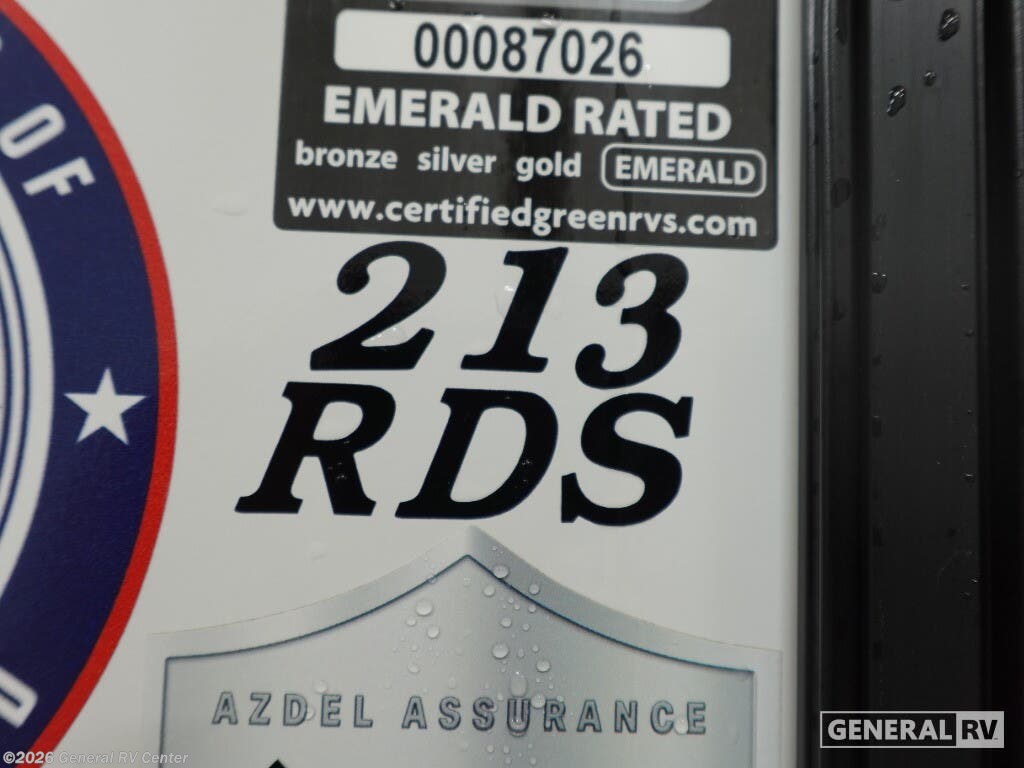 00087026
EMERALD RATED
bronze silver gold EMERALD
www.certifiedgreenrvs.com
OF
213
RDS
AZDEL ASSURANCE
GENERAL RV
©2026 General RV Center